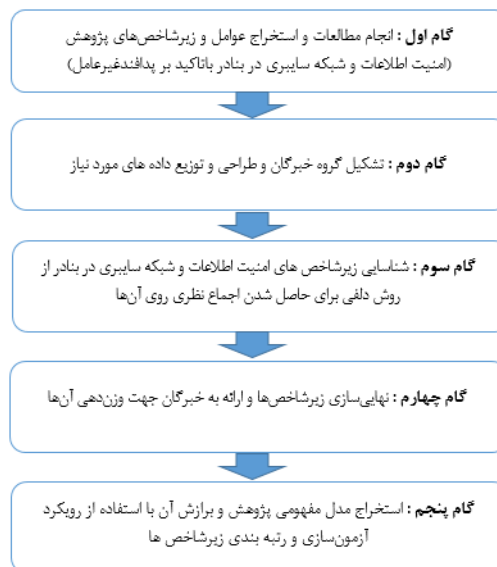 گام اول : انجام مطالعات و استخراج عوامل و زیرشاخص‌های پژوهش
(امنیت اطلاعات و شبکه سایبری در بنادر باتاکید بر پدافندغیرعامل)
گام دوم : تشکیل گروه خبرگان و طراحی و توزیع داده های مورد نیاز
گام سوم : شناسایی زیرشاخص های امنیت اطلاعات و شبکه سایبری در بنادر از
روش دلفی برای حاصل شدن اجماع نظری روی آن‌ها
گام چهارم : نهایی‌سازی زیرشاخص‌ها و ارائه به خبرگان جهت وزن‌دهی آن‌ها
گام پنجم : استخراج مدل مفهومی پژوهش و برازش آن با استفاده از رویکرد
آزمون‌سازی و رتبه بندی زیرشاخص ها